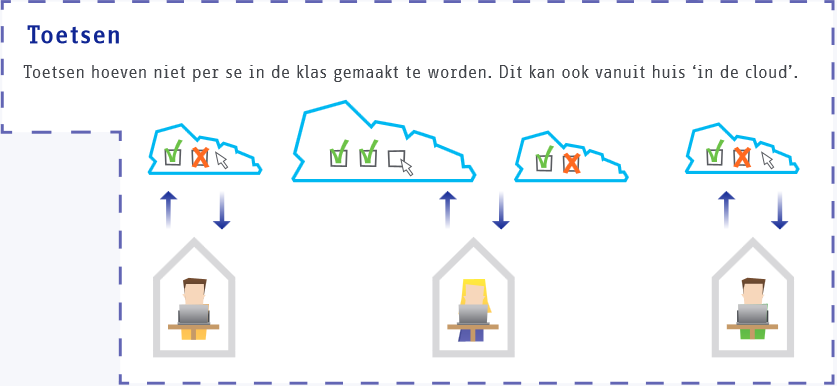 Toetsen
Toetsen hoeven niet per se in de klas gemaakt te worden. Dit kan ook vanuit huis ‘in de cloud’.